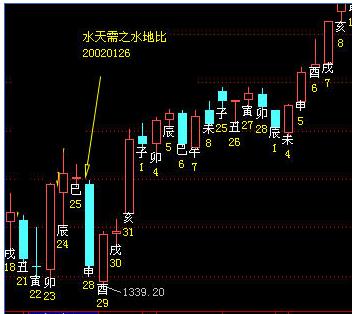 水天需之水地比
20020126
戌
18
丑
21
寅
22
卯
23
辰
24
巳
25
申
28
酉
29
1339.20
戌
30
亥
31
子
1
卯
4
辰
5
巳
6
午
7
未
8
子
25
丑
26
寅
27
卯
28
辰
1
未
4
申
5
酉
6
戌
7
亥
8